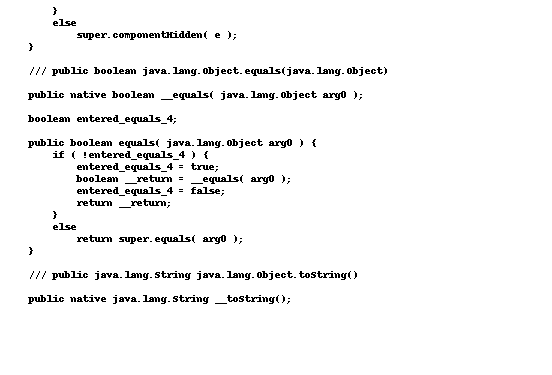 }
else
super.componentHidden( e );
}
/// public boolean java.lang.Object.equals(java.lang.Object)
public native boolean __equals( java.lang.Object arg0 );
boolean entered_equals_4;
public boolean equals( java.lang.Object arg0 ) {
if ( !entered_equals_4 ) {
entered_equals_4 = true;
boolean __return = __equals( arg0 );
entered_equals_4 = false;
return __return;
}
else
return super.equals( arg0 );
}
/// public java.lang.String java.lang.Object.toString()
public native java.lang.String __toString();